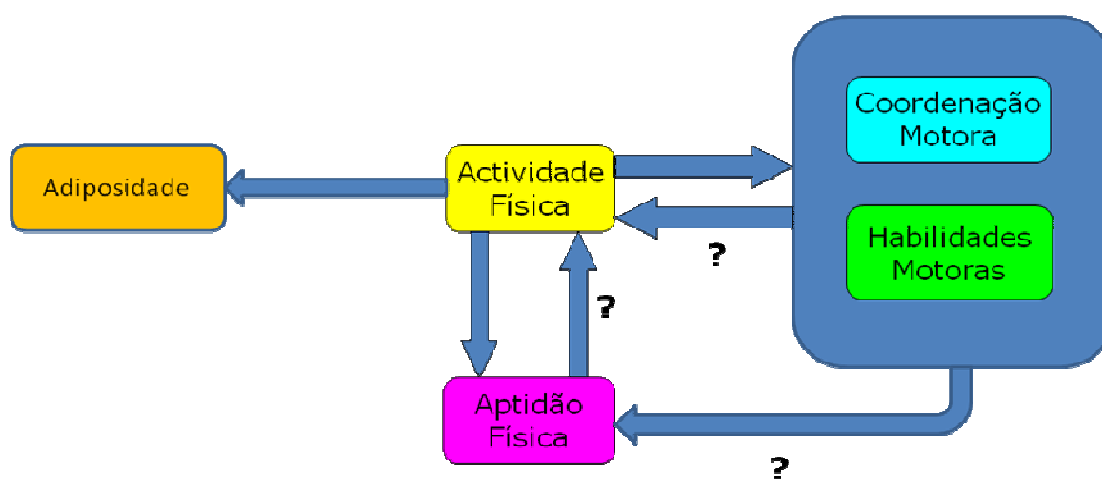 Coordenação
Motora
Adiposidade
Actividade
Física
Habilidades
Motoras
?
?
Aptidão
Física
?